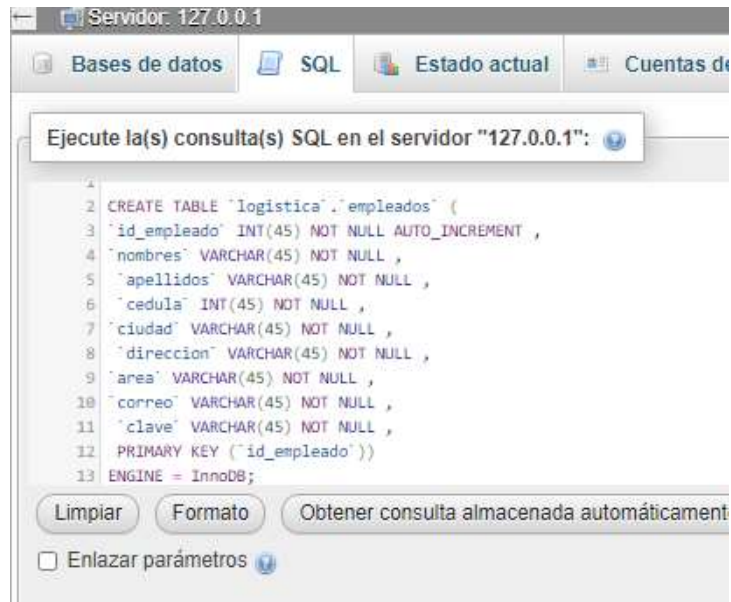 Servidor: 127.0.0.1
Bases de datos SQL Estado actual Cuentas de
Ejecute la(s) consulta(s) SQL en el servidor "127.0.0.1":
1
2 CREATE TABLE `logistica`.`empleados` (
3 `id_empleado` INT(45) NOT NULL AUTO_INCREMENT ,
4 `nombres` VARCHAR(45) NOT NULL ,
5 `apellidos` VARCHAR(45) NOT NULL ,
6 `cedula` INT(45) NOT NULL ,
7 `ciudad` VARCHAR(45) NOT NULL ,
8 `direccion` VARCHAR(45) NOT NULL ,
9 `area` VARCHAR(45) NOT NULL ,
10 `correo` VARCHAR(45) NOT NULL ,
11 `clave` VARCHAR(45) NOT NULL ,
12 PRIMARY KEY (`id_empleado`))
13 ENGINE = InnoDB;
Limpiar Formato Obtener consulta almacenada automáticament
Enlazar parámetros